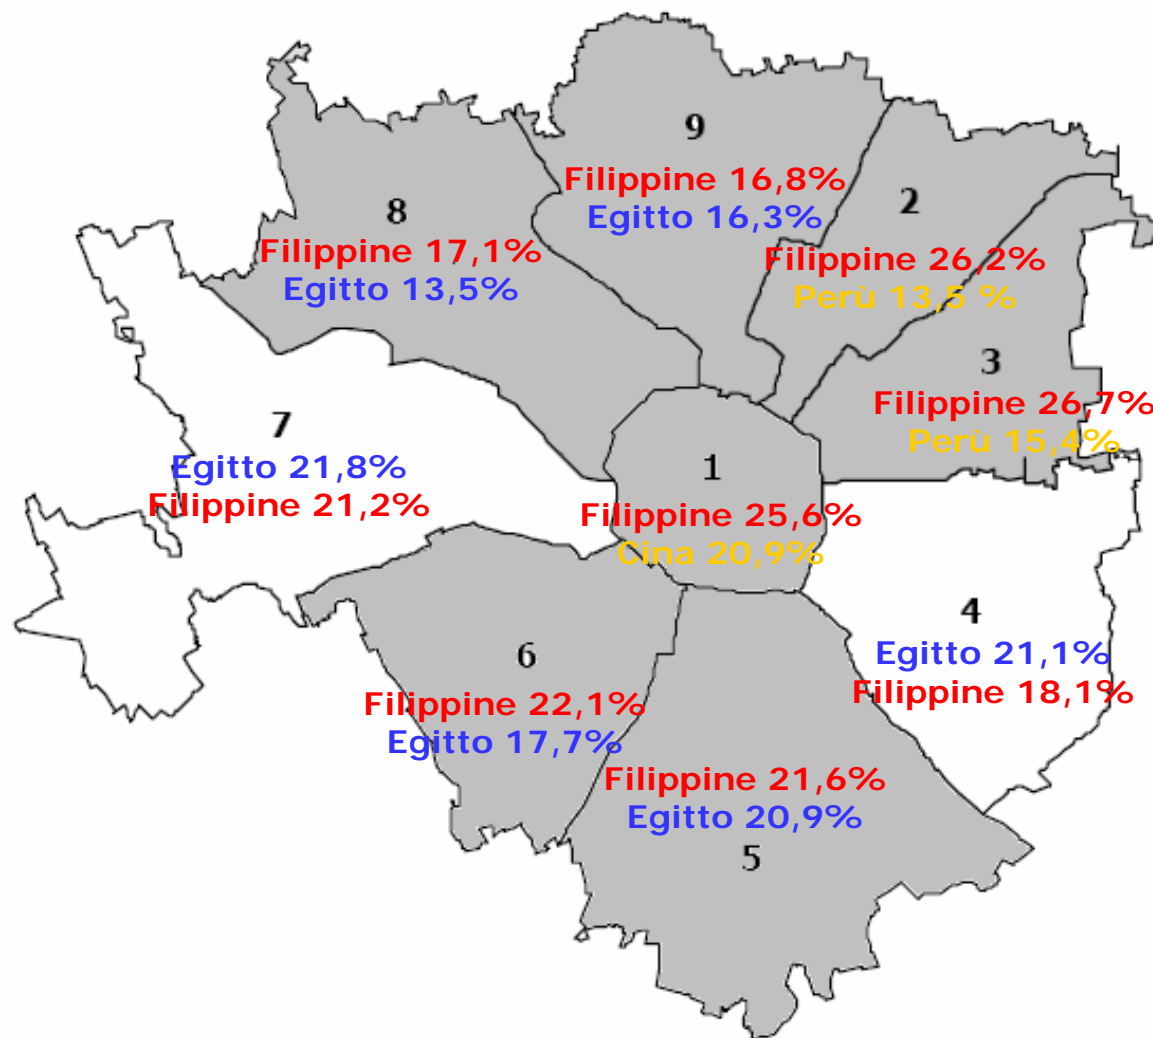 9
Filippine 16,8%
Egitto 16,3%
8
Filippine 17,1%
Egitto 13,5%
2
Filippine 26,2%
Perù 13,5 %
3
Filippine 26,7%
Perù 15,4%
7
Egitto 21,8%
Filippine 21,2%
1
Filippine 25,6%
Cina 20,9%
4
Egitto 21,1%
Filippine 18,1%
6
Filippine 22,1%
Egitto 17,7%
Filippine 21,6%
Egitto 20,9%
5